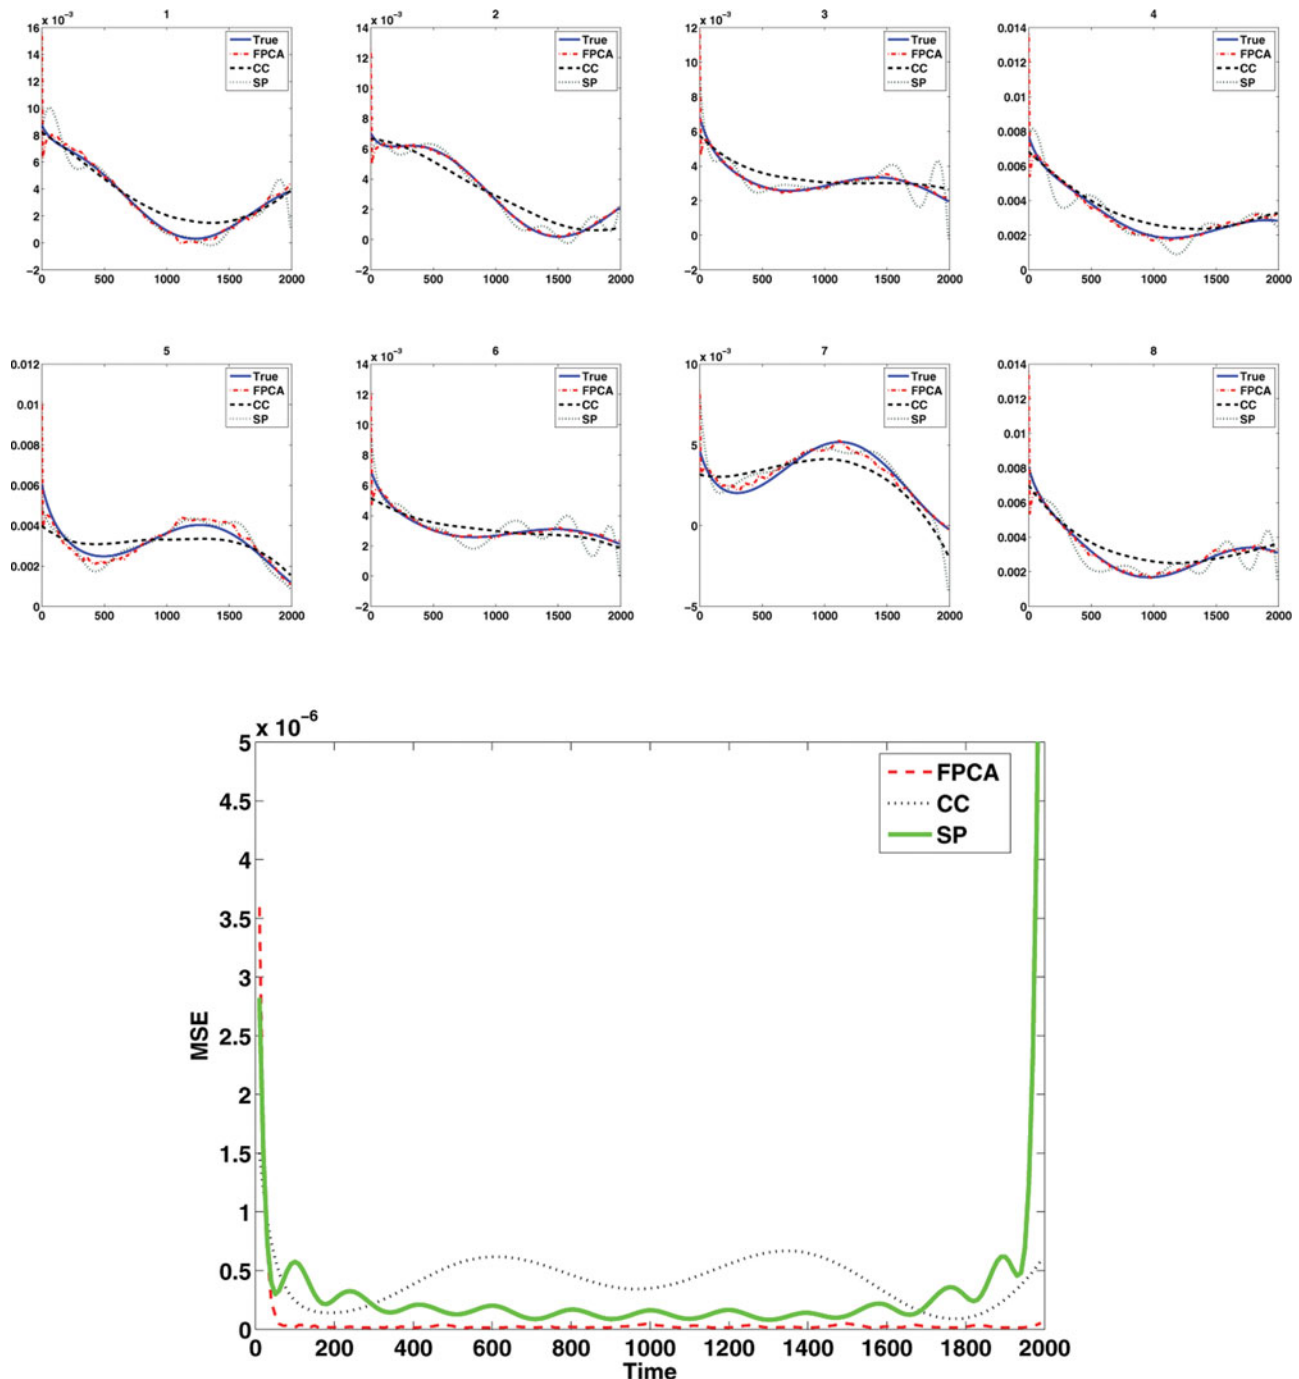 1
x 10⁻³
16
14
12
10
8
6
4
2
0
−2
0 500 1000 1500 2000
True
FPCA
CC
SP
2
x 10⁻³
14
12
10
8
6
4
2
0
−2
0 500 1000 1500 2000
True
FPCA
CC
SP
3
x 10⁻³
12
10
8
6
4
2
0
−2
0 500 1000 1500 2000
True
FPCA
CC
SP
4
0.014
0.012
0.01
0.008
0.006
0.004
0.002
0
0 500 1000 1500 2000
True
FPCA
CC
SP
5
0.012
0.01
0.008
0.006
0.004
0.002
0
0 500 1000 1500 2000
True
FPCA
CC
SP
6
x 10⁻³
14
12
10
8
6
4
2
0
−2
0 500 1000 1500 2000
True
FPCA
CC
SP
7
x 10⁻³
10
5
0
−5
0 500 1000 1500 2000
True
FPCA
CC
SP
8
0.014
0.012
0.01
0.008
0.006
0.004
0.002
0
0 500 1000 1500 2000
True
FPCA
CC
SP
x 10⁻⁶
5
4.5
4
3.5
3
2.5
2
1.5
1
0.5
0
MSE
FPCA
CC
SP
0 200 400 600 800 1000 1200 1400 1600 1800 2000
Time